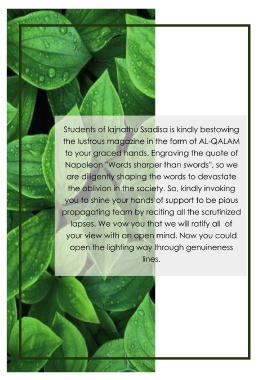 Students of lajnathu Ssadisa is kindly bestowing
the lustrous magazine in the form of AL-QALAM
to your graced hands. Engraving the quote of
Napoleon "Words sharper than swords", so we
are diligently shaping the words to devastate
the oblivion in the society. So, kindly invoking
you to shine your hands of support to be pious
propagating team by reciting all the scrutinized
lapses. We vow you that we will ratify all of
your view with an open mind. Now you could
open the lighting way through genuineness
lines.